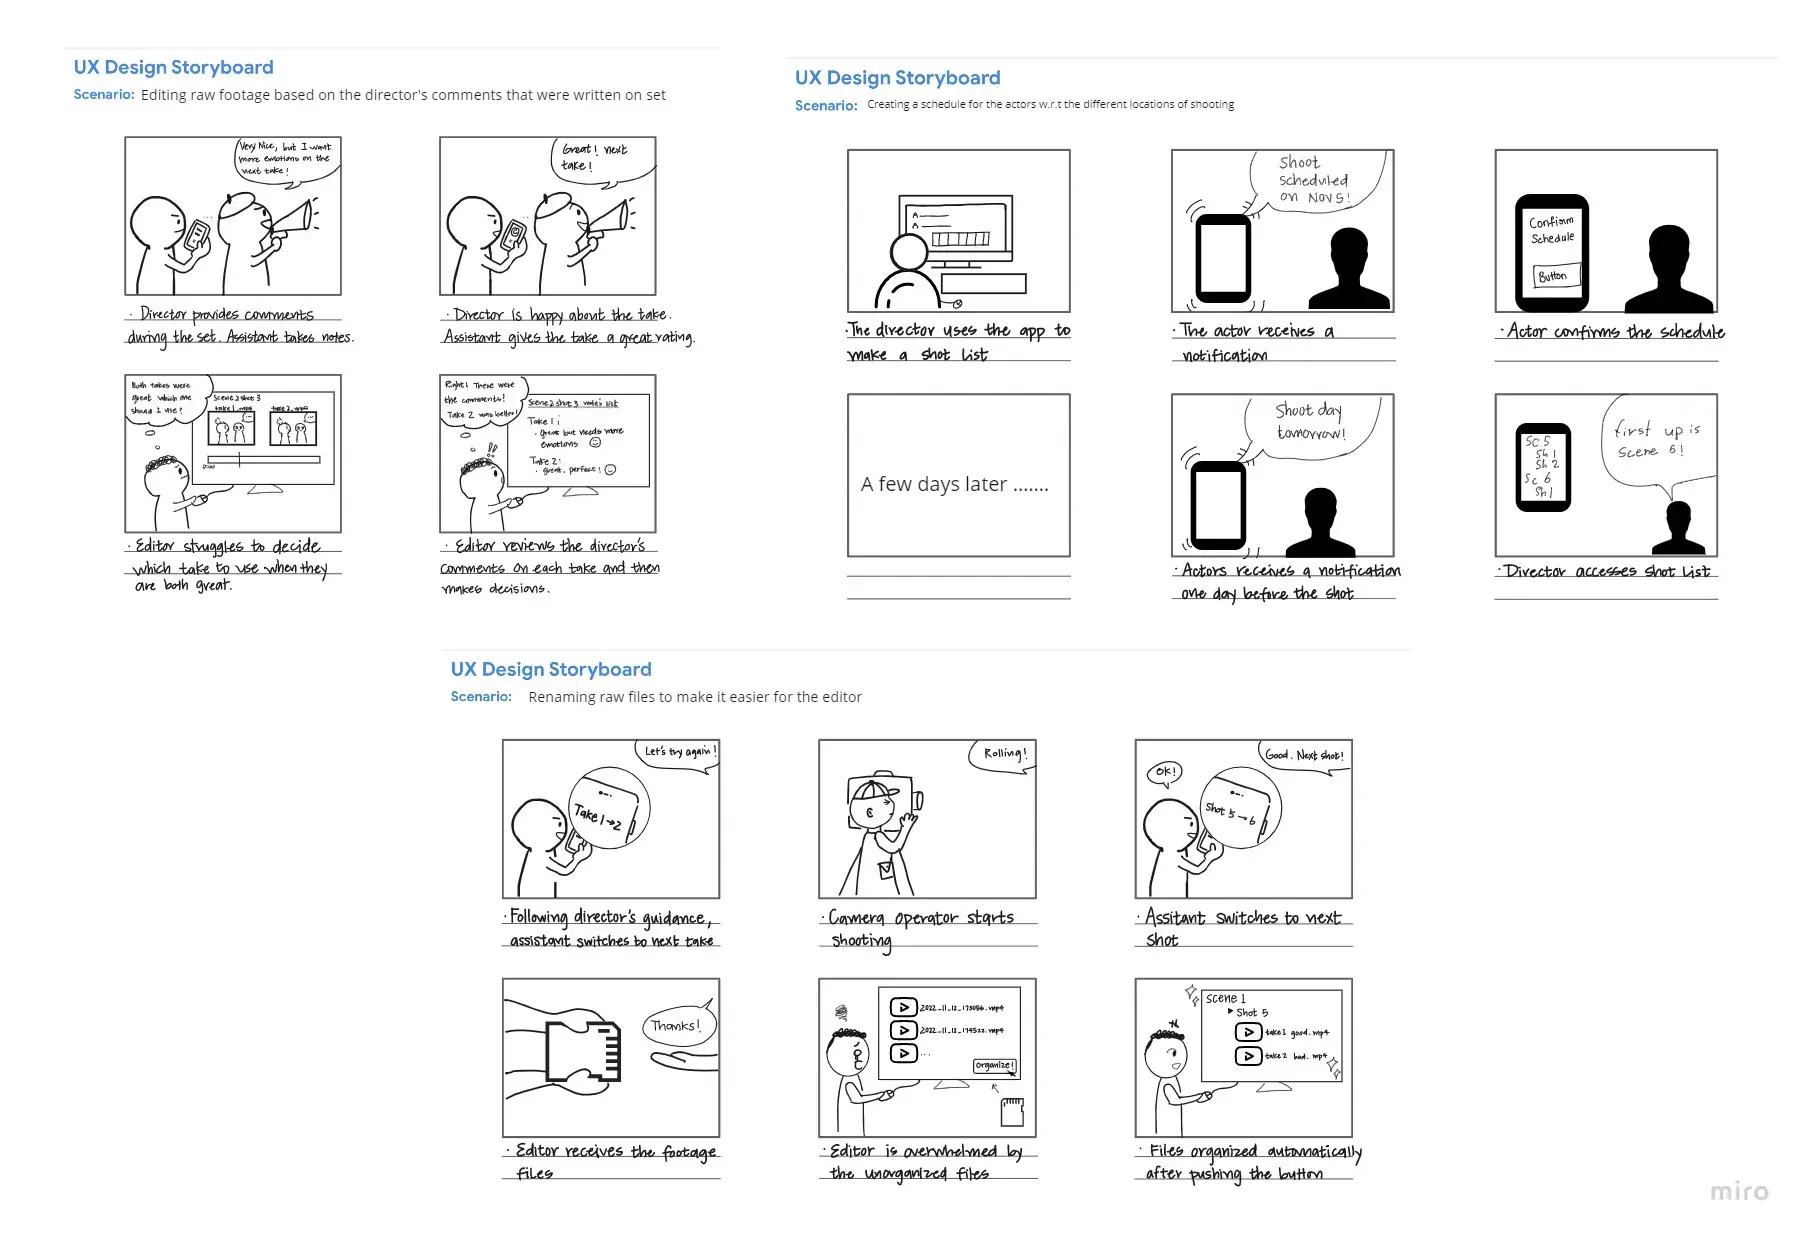 UX Design Storyboard
Scenario: Editing raw footage based on the director's comments that were written on set
Very Nice, but I want
more emotions on the
next take!
· Director provides comments
during the set. Assistant takes notes.
Great! next
take!
· Director is happy about the take.
Assistant gives the take a great rating.
Both takes were
great which one
should I use?
Scene 2 shot 3
take 1.mp4 take 2.mp4
· Editor struggles to decide
which take to use when they
are both great.
Right! These were
the comments!
Take 2 was better!
Scene 2 shot 3 notes list
Take 1:
· great but needs more
emotions
Take 2:
· great, perfect!
· Editor reviews the director's
comments on each take and then
makes decisions.
UX Design Storyboard
Scenario: Creating a schedule for the actors w.r.t the different locations of shooting
A
A
· The director uses the app to
make a shot list
Shoot
scheduled
on Nov 5!
· The actor receives a
notification
Confirm
Schedule
Button
· Actor confirms the schedule
A few days later .......
Shoot day
tomorrow!
· Actors receives a notification
one day before the shot
SC 5
Sh 1
Sh 2
Sc 6
Sh 1
first up is
scene 6!
· Director accesses shot list
UX Design Storyboard
Scenario: Renaming raw files to make it easier for the editor
Let's try again!
Take 1→2
· Following director's guidance,
assistant switches to next take
Rolling!
· Camera operator starts
shooting
Good. Next shot!
OK!
Shot 5 → 6
· Assitant switches to next
shot
Thanks!
· Editor receives the footage
files
2022_11_12_173056.mp4
2022_11_12_174522.mp4
...
organize!
· Editor is overwhelmed by
the unorganized files
Scene 1
Shot 5
take 1 good.mp4
take 2 bad.mp4
· Files organized automatically
after pushing the button
miro